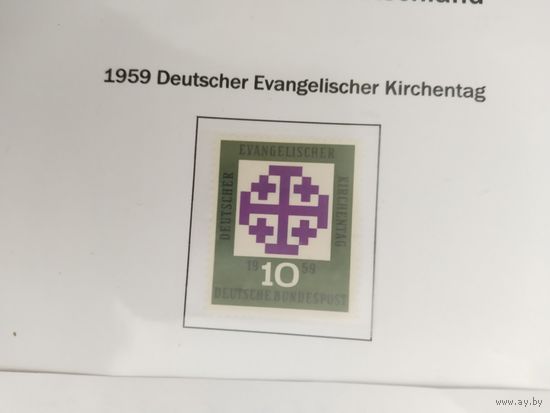 1959 Deutscher Evangelischer Kirchentag
EVANGELISCHER
DEUTSCHER
KIRCHENTAG
19 59
10
DEUTSCHE BUNDESPOST
www.ay.by